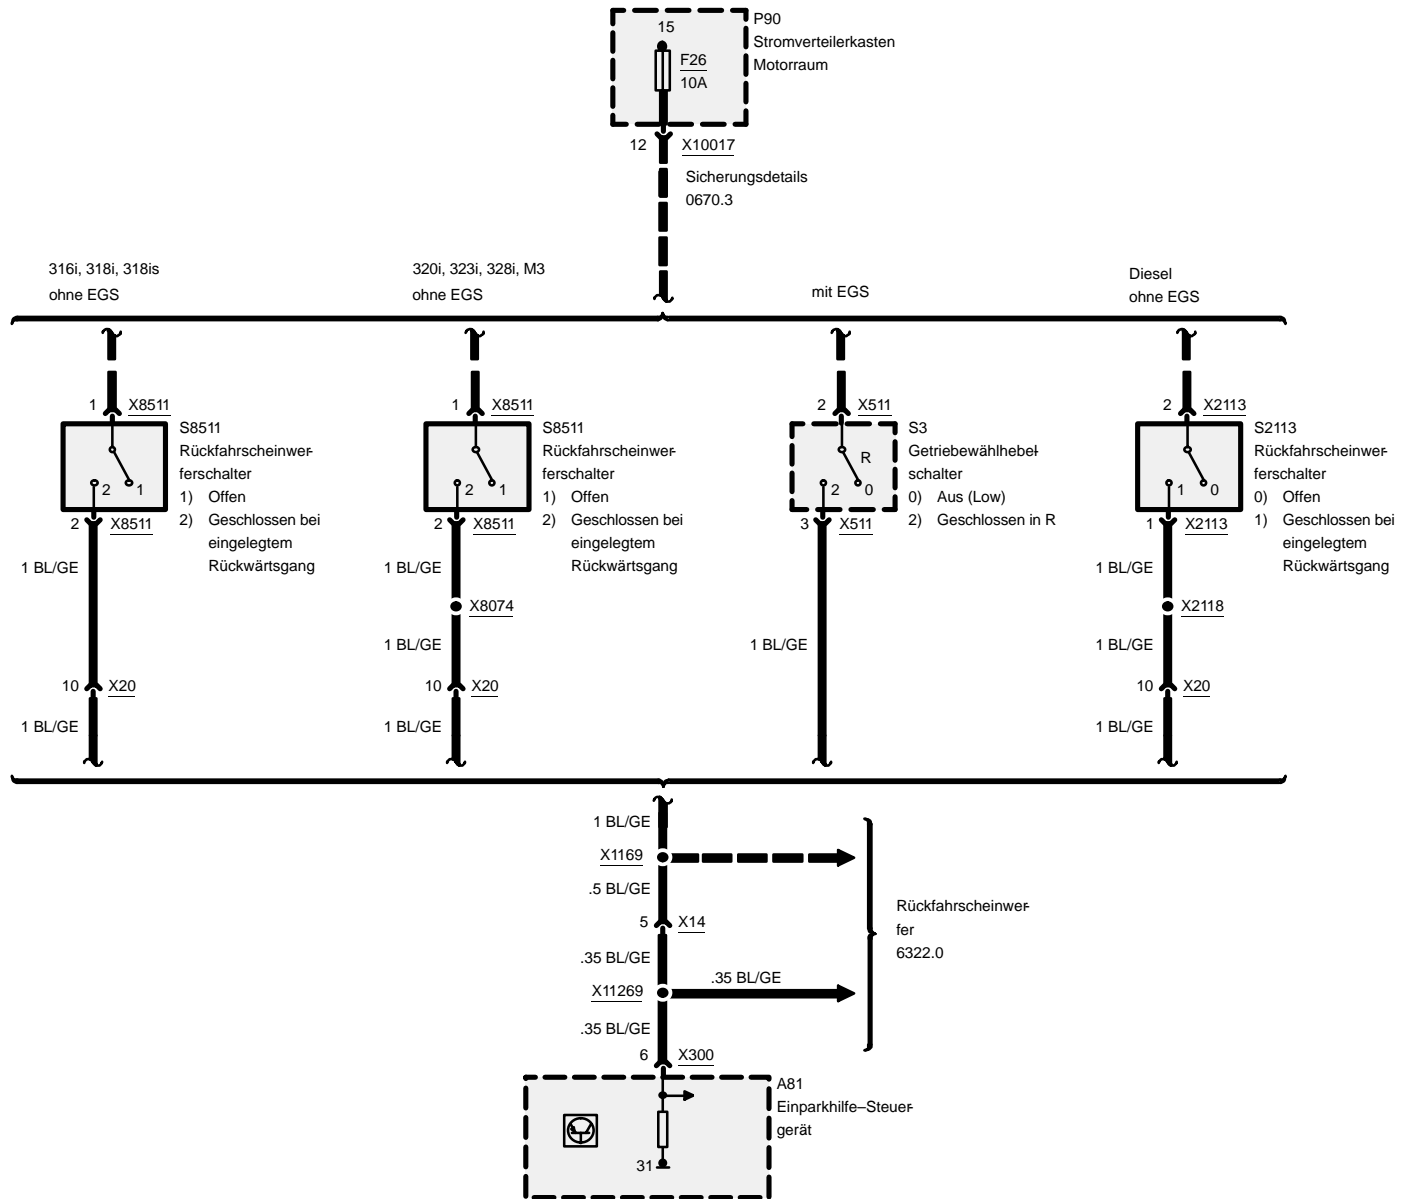 P90
Stromverteilerkasten
Motorraum
15
F26
10A
12 X10017
Sicherungsdetails
0670.3
316i, 318i, 318is
ohne EGS
320i, 323i, 328i, M3
ohne EGS
mit EGS
Diesel
ohne EGS
1 X8511
S8511
Rückfahrscheinwer-
ferschalter
1) Offen
2) Geschlossen bei
eingelegtem
Rückwärtsgang
2 1
2 X8511
1 BL/GE
10 X20
1 BL/GE
1 X8511
S8511
Rückfahrscheinwer-
ferschalter
1) Offen
2) Geschlossen bei
eingelegtem
Rückwärtsgang
2 1
2 X8511
1 BL/GE
X8074
1 BL/GE
10 X20
1 BL/GE
2 X511
S3
Getriebewählhebel-
schalter
0) Aus (Low)
2) Geschlossen in R
R
2 0
3 X511
1 BL/GE
2 X2113
S2113
Rückfahrscheinwer-
ferschalter
0) Offen
1) Geschlossen bei
eingelegtem
Rückwärtsgang
1 0
1 X2113
1 BL/GE
X2118
1 BL/GE
10 X20
1 BL/GE
1 BL/GE
X1169
.5 BL/GE
5 X14
.35 BL/GE
X11269
.35 BL/GE
.35 BL/GE
6 X300
Rückfahrscheinwer-
fer
6322.0
A81
Einparkhilfe–Steuer-
gerät
31